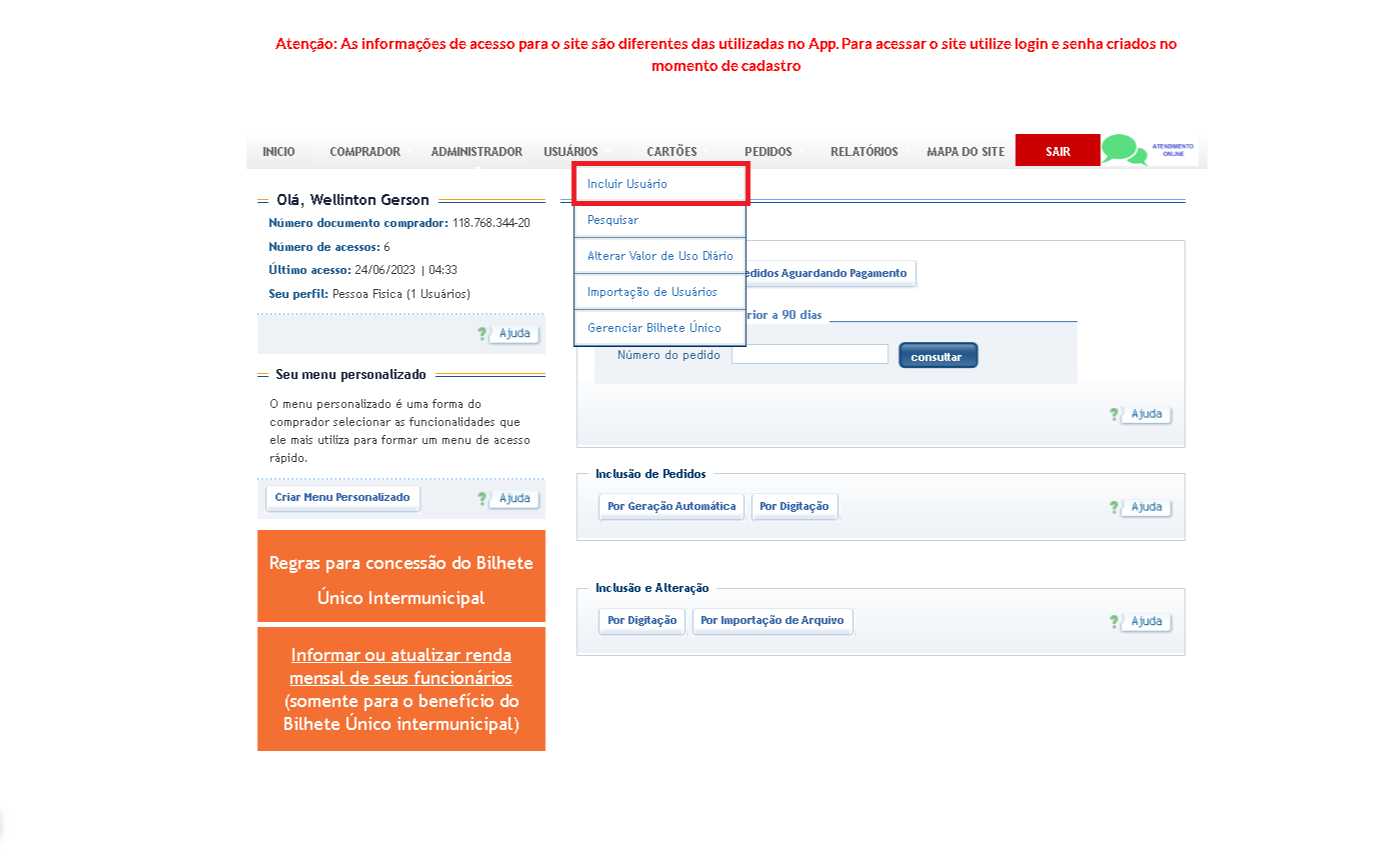 Atenção: As informações de acesso para o site são diferentes das utilizadas no App. Para acessar o site utilize login e senha criados no
momento de cadastro
INICIO COMPRADOR ADMINISTRADOR USUÁRIOS CARTÕES PEDIDOS RELATÓRIOS MAPA DO SITE SAIR ATENDIMENTO
ONLINE
Incluir Usuário
Pesquisar
Alterar Valor de Uso Diário
Importação de Usuários
Gerenciar Bilhete Único
Olá, Wellinton Gerson
Número documento comprador: 118.768.344-20
Número de acessos: 6
Último acesso: 24/06/2023 | 04:33
Seu perfil: Pessoa Fisica (1 Usuários)
? Ajuda
Seu menu personalizado
O menu personalizado é uma forma do
comprador selecionar as funcionalidades que
ele mais utiliza para formar um menu de acesso
rápido.
Criar Menu Personalizado ? Ajuda
Regras para concessão do Bilhete
Único Intermunicipal
Informar ou atualizar renda
mensal de seus funcionários
(somente para o benefício do
Bilhete Único intermunicipal)
edidos Aguardando Pagamento
rior a 90 dias
Número do pedido consultar
? Ajuda
Inclusão de Pedidos
Por Geração Automática Por Digitação ? Ajuda
Inclusão e Alteração
Por Digitação Por Importação de Arquivo ? Ajuda